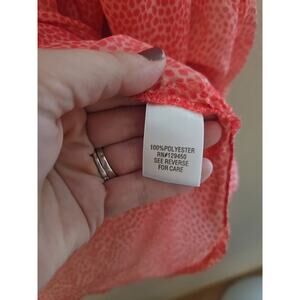 100%POLYESTER
RN#129450
SEE REVERSE
FOR CARE